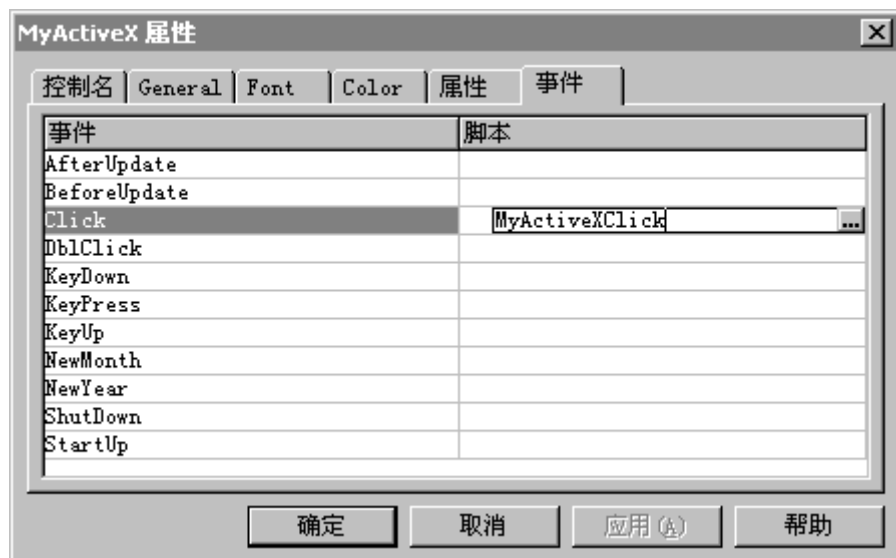 MyActiveX 属性
控制名 General Font Color 属性 事件
事件 脚本
AfterUpdate
BeforeUpdate
Click MyActiveXClick ...
DblClick
KeyDown
KeyPress
KeyUp
NewMonth
NewYear
ShutDown
StartUp
确定 取消 应用(A) 帮助